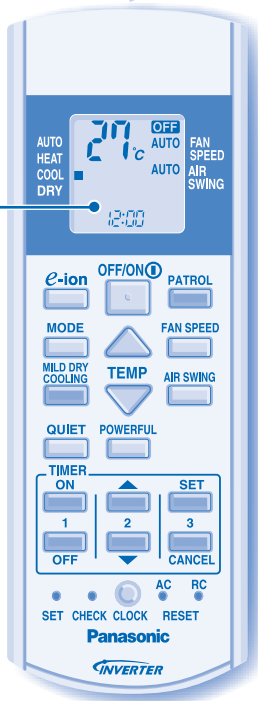 AUTO
HEAT
COOL
DRY
27°C
OFF
AUTO
AUTO
FAN
SPEED
AIR
SWING
12:00
e-ion
OFF/ON
PATROL
MODE
FAN SPEED
MILD DRY
COOLING
TEMP
AIR SWING
QUIET
POWERFUL
TIMER
ON
SET
1
2
3
OFF
CANCEL
AC
RC
SET
CHECK
CLOCK
RESET
Panasonic
INVERTER